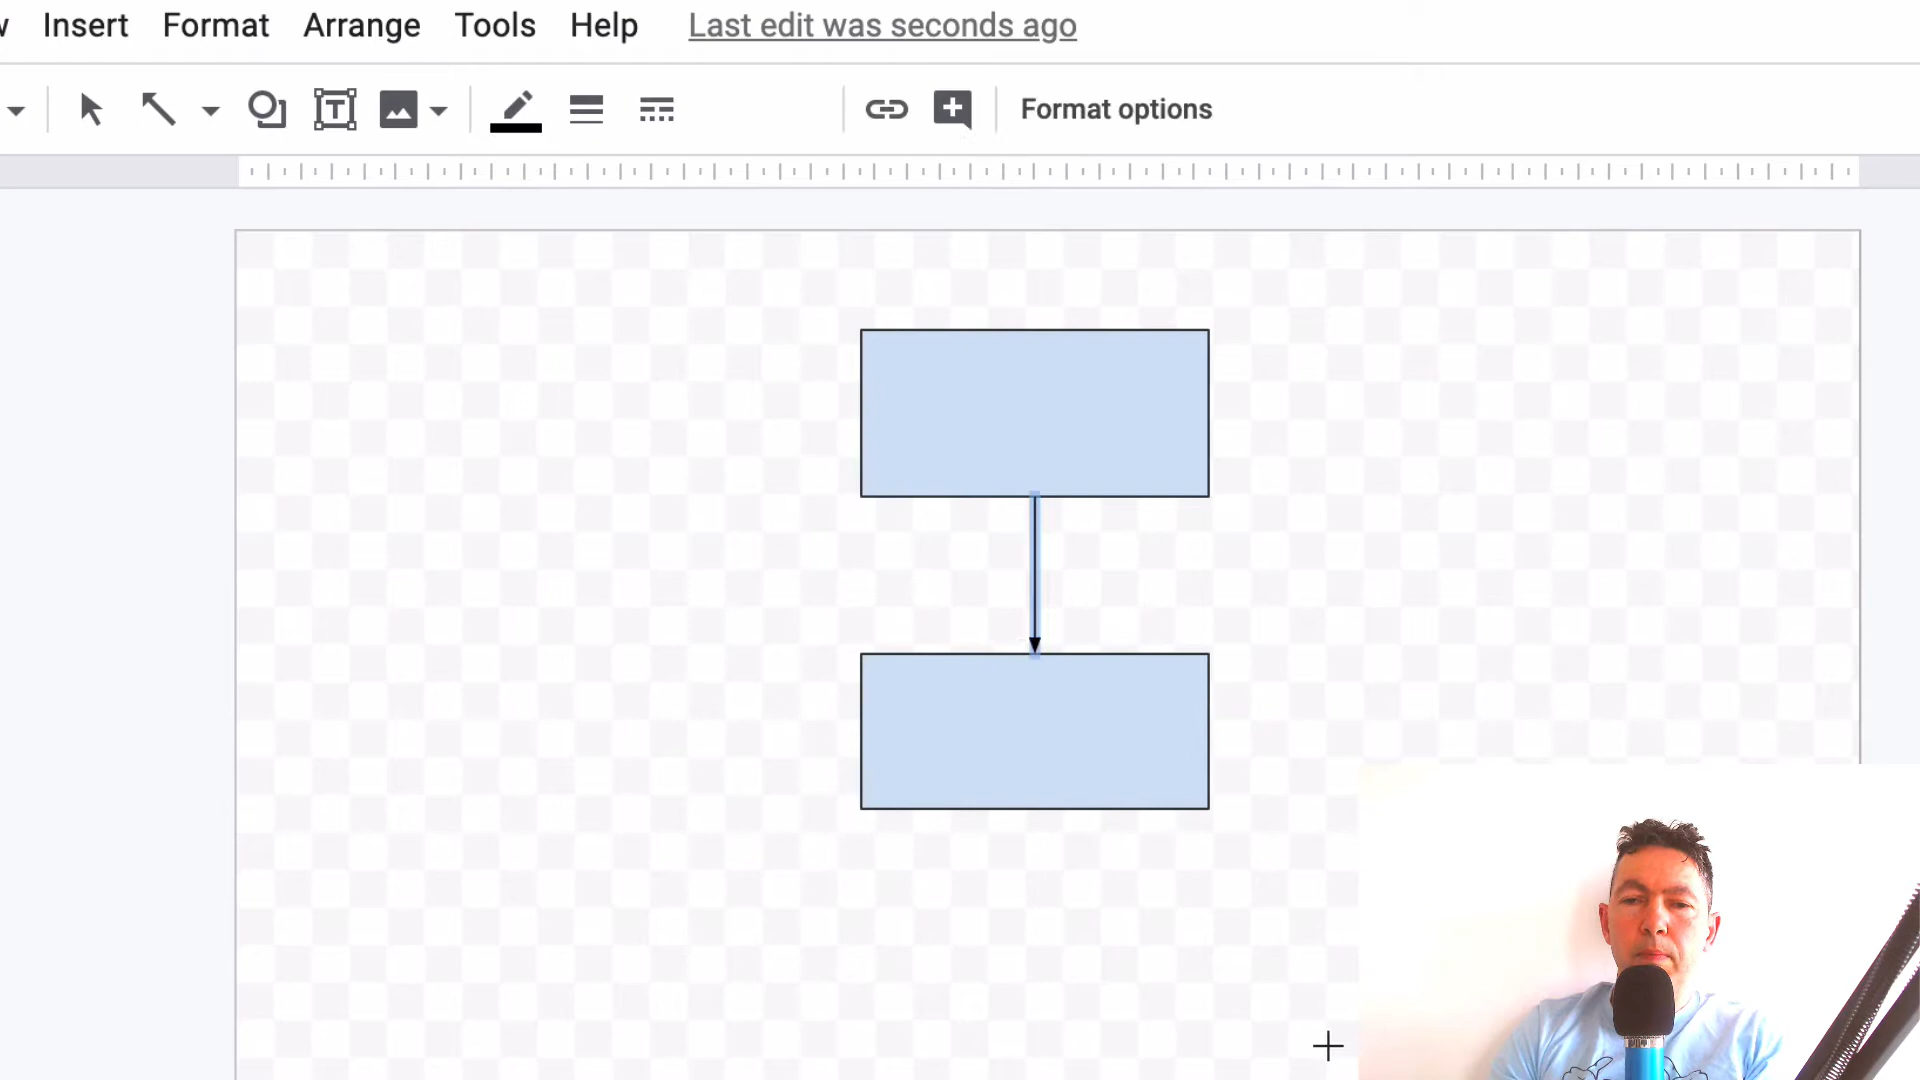 Insert Format Arrange Tools Help Last edit was seconds ago
Format options